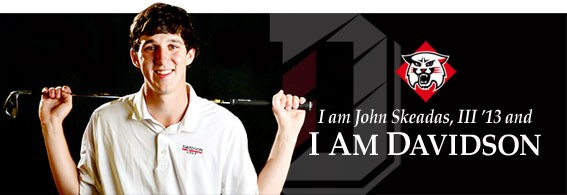 I am John Skeadas, III ’13 and
I AM DAVIDSON